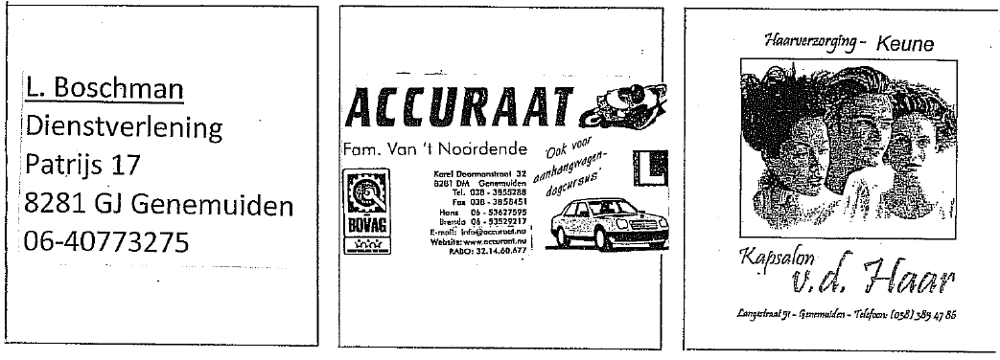 L. Boschman
Dienstverlening
Patrijs 17
8281 GJ Genemuiden
06-40773275
ACCURAAT
Fam. Van 't Noordende
'Ook voor
aanhangwagen-
dagcursus'
L
BOVAG
Karel Doormanstraat 32
8281 DM Genemuiden
Tel. 038 - 3855288
Fax 038 - 3856451
Hans 06 - 53627595
Brenda 06 - 53529217
E-mail: info@accuraat.nu
Website: www.accuraat.nu
RABO: 32.14.60.677
Haarverzorging - Keune
Kapsalon
v.d. Haar
Langestraat 51 - Genemuiden - Telefoon: (038) 385 47 86